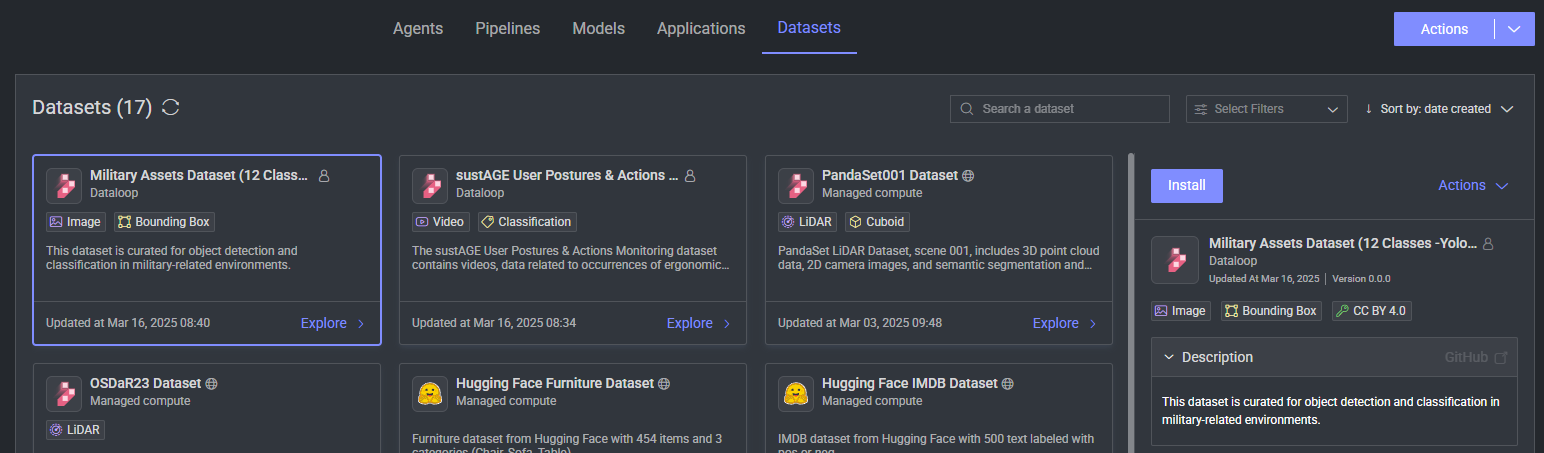 Agents Pipelines Models Applications Datasets Actions
Datasets (17) Search a dataset Select Filters ↓ Sort by: date created
Military Assets Dataset (12 Class...
Dataloop
Image Bounding Box
This dataset is curated for object detection and
classification in military-related environments.
Updated at Mar 16, 2025 08:40 Explore >
sustAGE User Postures & Actions ...
Dataloop
Video Classification
The sustAGE User Postures & Actions Monitoring dataset
contains videos, data related to occurrences of ergonomic...
Updated at Mar 16, 2025 08:34 Explore >
PandaSet001 Dataset
Managed compute
LiDAR Cuboid
PandaSet LiDAR Dataset, scene 001, includes 3D point cloud
data, 2D camera images, and semantic segmentation and...
Updated at Mar 03, 2025 09:48 Explore >
OSDaR23 Dataset
Managed compute
LiDAR
Hugging Face Furniture Dataset
Managed compute
Furniture dataset from Hugging Face with 454 items and 3
categories (Chair, Sofa, Table)
Hugging Face IMDB Dataset
Managed compute
IMDB dataset from Hugging Face with 500 text labeled with
pos or neg
Install Actions
Military Assets Dataset (12 Classes -Yolo...
Dataloop
Updated At Mar 16, 2025 | Version 0.0.0
Image Bounding Box CC BY 4.0
Description GitHub
This dataset is curated for object detection and classification in
military-related environments.